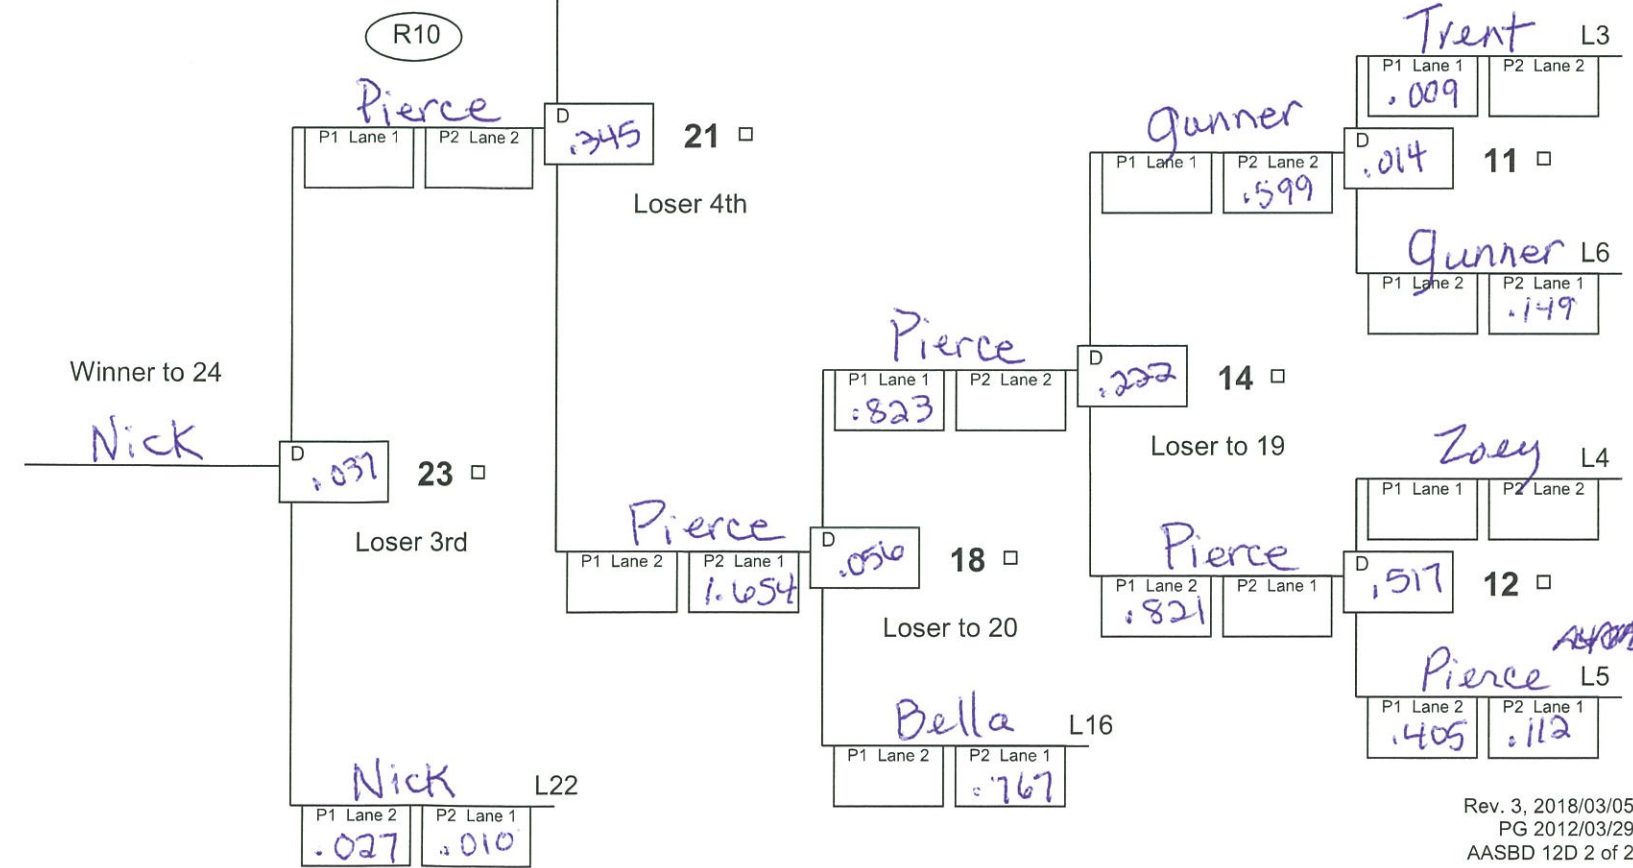 R10
Trent L3
P1 Lane 1 P2 Lane 2
.009
Pierce
P1 Lane 1 P2 Lane 2
D
.345
21
Loser 4th
Gunner
P1 Lane 1 P2 Lane 2
.599
D
.014
11
Gunner L6
P1 Lane 2 P2 Lane 1
.149
Pierce
P1 Lane 1 P2 Lane 2
.823
D
.222
14
Loser to 19
Winner to 24
Nick
D
.037
23
Loser 3rd
Zoey L4
P1 Lane 1 P2 Lane 2
Pierce
P1 Lane 2 P2 Lane 1
1.654
D
.056
18
Loser to 20
Pierce
P1 Lane 2 P2 Lane 1
.821
D
.517
12
Pierce L5
P1 Lane 2 P2 Lane 1
.405 .112
Bella L16
P1 Lane 2 P2 Lane 1
.767
Nick L22
P1 Lane 2 P2 Lane 1
.027 .010
Rev. 3, 2018/03/05
PG 2012/03/29
AASBD 12D 2 of 2